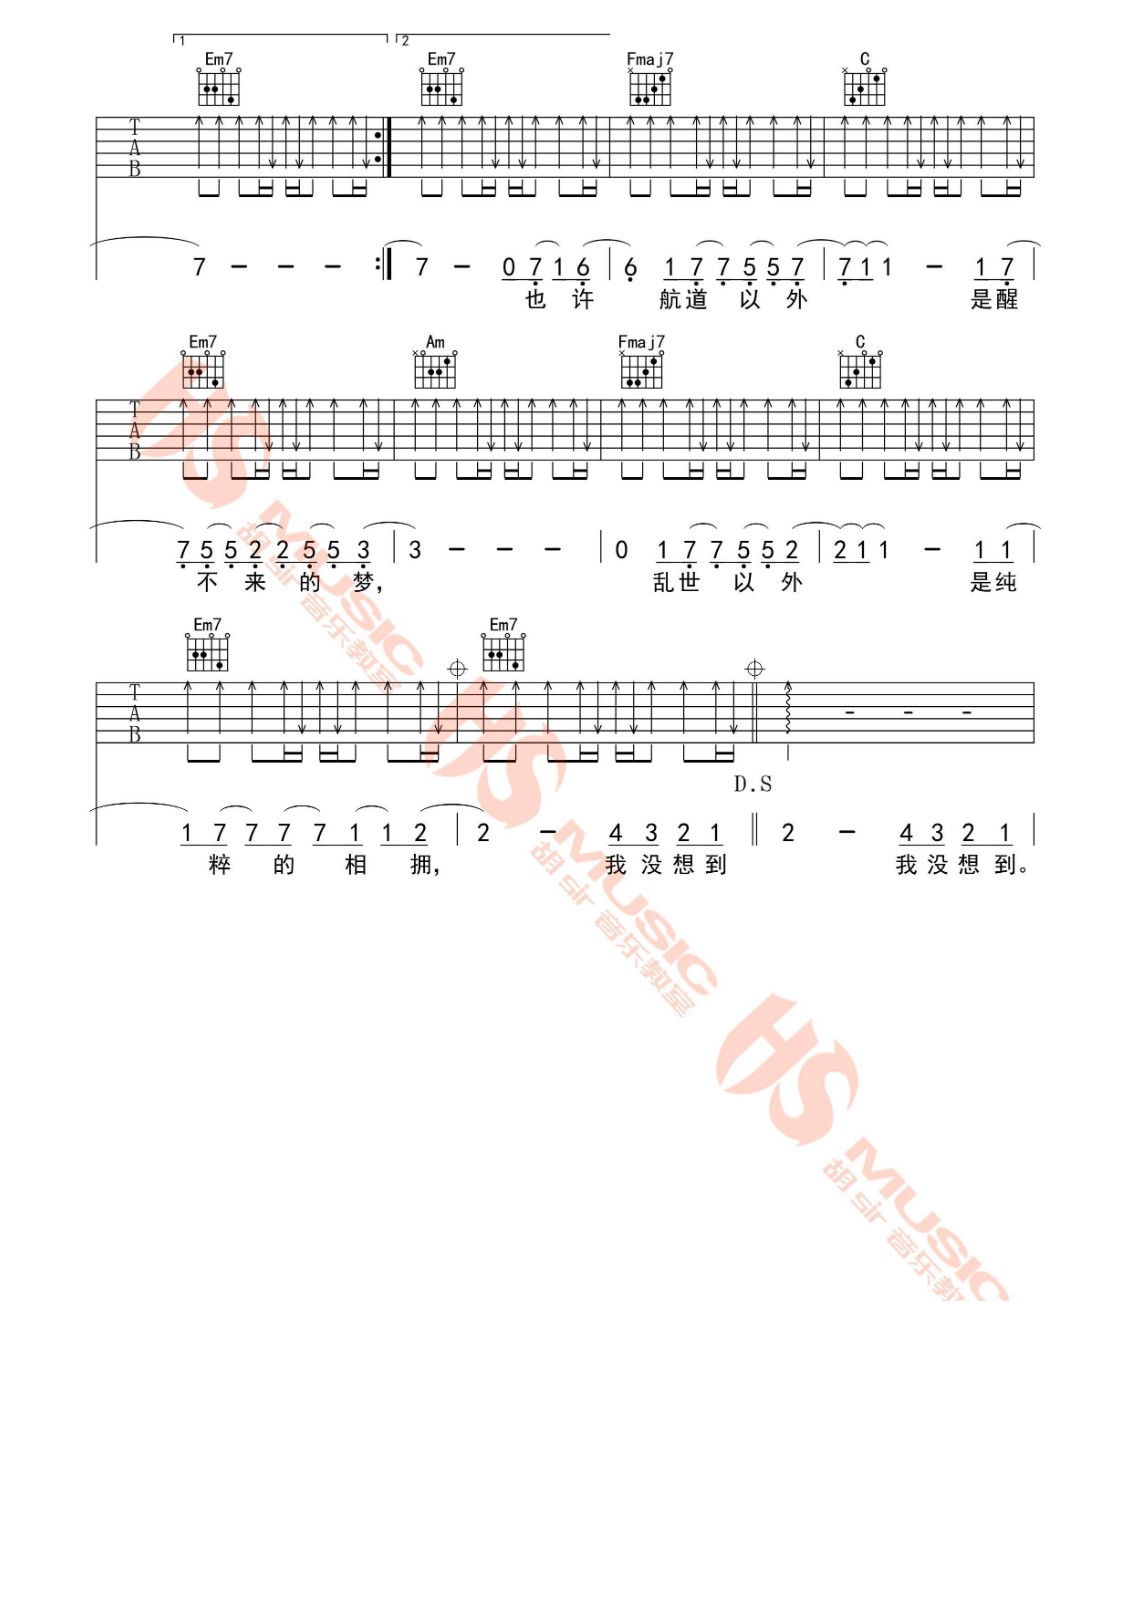 1 2
Em7 Em7 Fmaj7 C
T
A
B
7 - - - 7 - 0 7 1 6 6 1 7 7 5 5 7 7 1 1 - 1 7
也 许 航 道 以 外 是 醒
Em7 Am Fmaj7 C
T
A
B
7 5 5 2 2 5 5 3 3 - - - 0 1 7 7 5 5 2 2 1 1 - 1 1
不 来 的 梦, 乱 世 以 外 是 纯
Em7 Em7
T
A
B
- - -
D.S
1 7 7 7 7 1 1 2 2 - 4 3 2 1 2 - 4 3 2 1
粹 的 相 拥, 我 没 想 到 我 没 想 到。
HS MUSIC
胡sir音乐教室
HS MUSIC
胡sir音乐教室
HS MUSIC
胡sir音乐教室